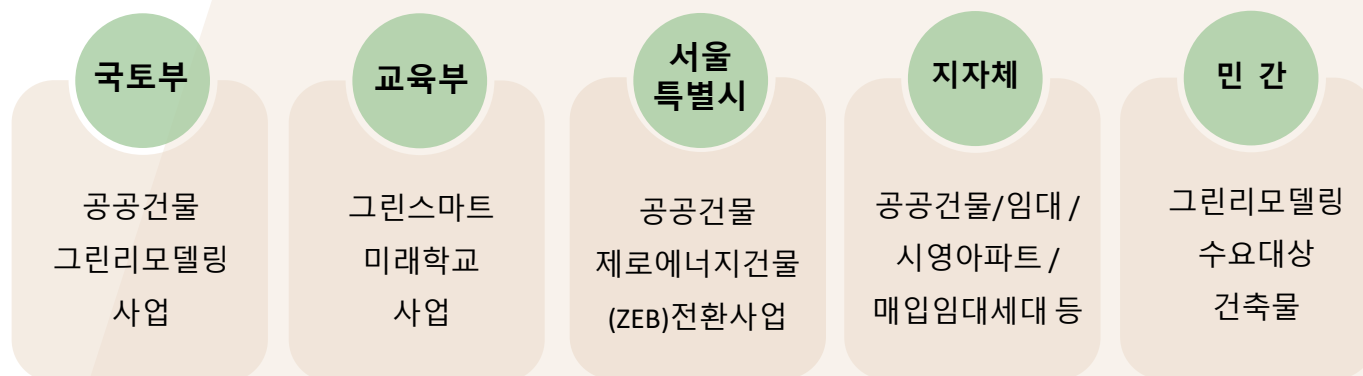 국토부
공공건물
그린리모델링
사업
교육부
그린스마트
미래학교
사업
서울
특별시
공공건물
제로에너지건물
(ZEB)전환사업
지자체
공공건물/임대 /
시영아파트 /
매입임대세대 등
민 간
그린리모델링
수요대상
건축물